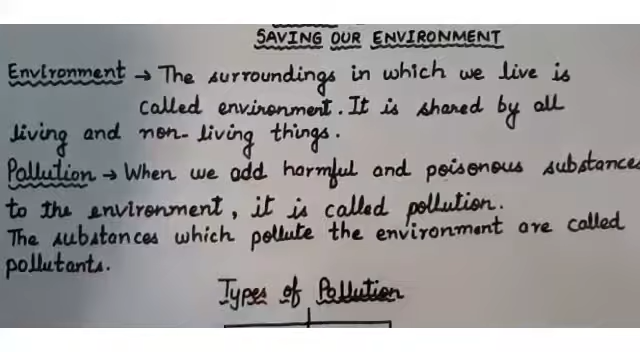 SAVING OUR ENVIRONMENT
Environment → The surroundings in which we live is
called environment. It is shared by all
living and non-living things.
Pollution → When we add harmful and poisonous substances
to the environment, it is called pollution.
The substances which pollute the environment are called
pollutants.
Types of Pollution